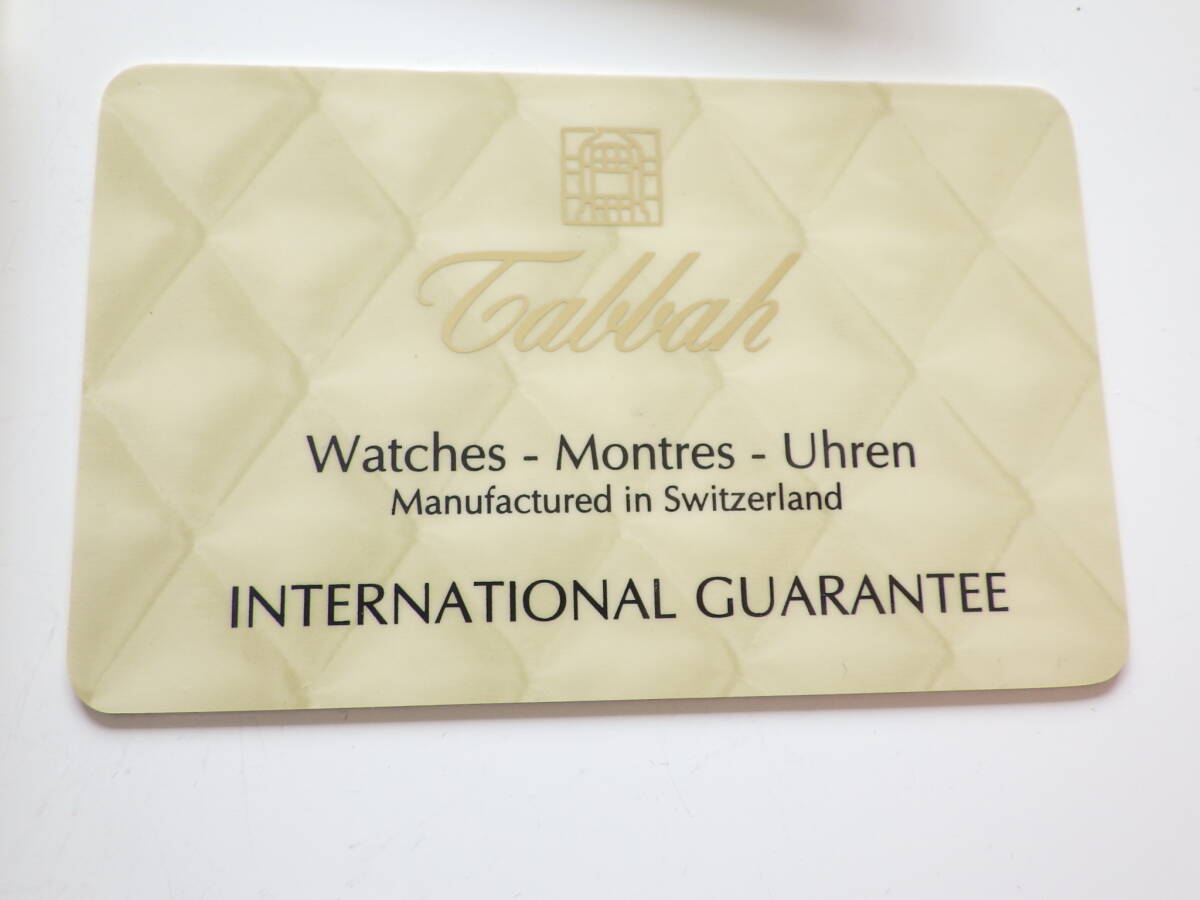 Tabbah
Watches - Montres - Uhren
Manufactured in Switzerland
INTERNATIONAL GUARANTEE